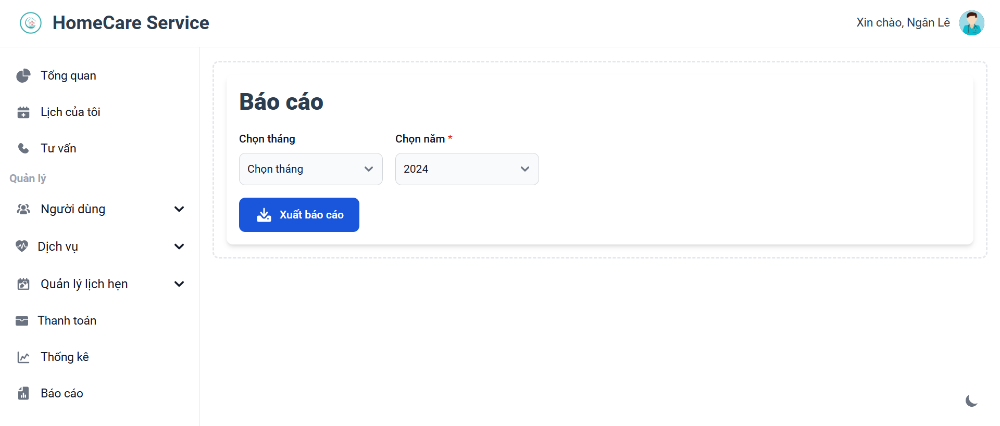 HomeCare Service
Xin chào, Ngân Lê
Tổng quan
Lịch của tôi
Tư vấn
Quản lý
Người dùng
Dịch vụ
Quản lý lịch hẹn
Thanh toán
Thống kê
Báo cáo
Báo cáo
Chọn tháng
Chọn năm *
Chọn tháng
2024
Xuất báo cáo